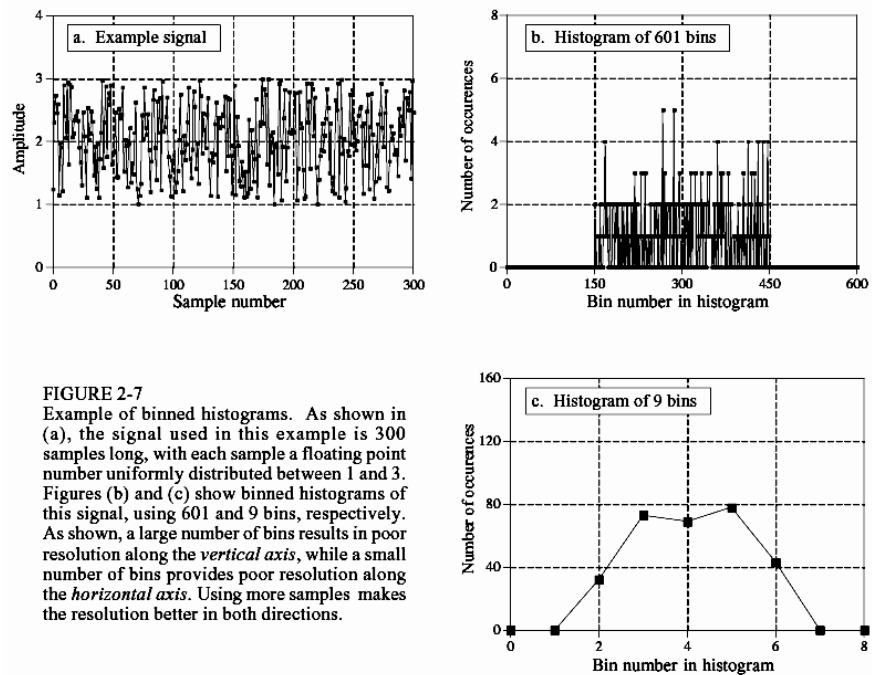 a. Example signal
4
3
2
1
0
Amplitude
0 50 100 150 200 250 300
Sample number
b. Histogram of 601 bins
8
6
4
2
0
Number of occurences
0 150 300 450 600
Bin number in histogram
FIGURE 2-7
Example of binned histograms. As shown in
(a), the signal used in this example is 300
samples long, with each sample a floating point
number uniformly distributed between 1 and 3.
Figures (b) and (c) show binned histograms of
this signal, using 601 and 9 bins, respectively.
As shown, a large number of bins results in poor
resolution along the vertical axis, while a small
number of bins provides poor resolution along
the horizontal axis. Using more samples makes
the resolution better in both directions.
c. Histogram of 9 bins
160
120
80
40
0
Number of occurences
0 2 4 6 8
Bin number in histogram